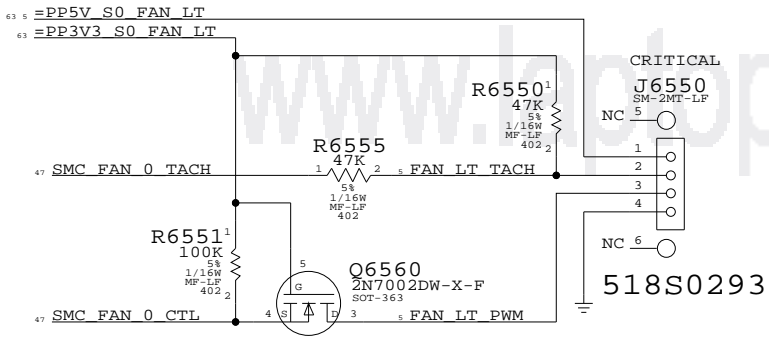 63 5 =PP5V_S0_FAN_LT
63 =PP3V3_S0_FAN_LT
www.laptop
CRITICAL
J6550
SM-2MT-LF
R6550 1
47K
5%
1/16W
MF-LF
402 2
NC 5
R6555
47K
1 2
5%
1/16W
MF-LF
402
47 SMC_FAN_0_TACH
5 FAN_LT_TACH
1
2
3
4
NC 6
518S0293
R6551 1
100K
5%
1/16W
MF-LF
402 2
5
G
S
D
4
3
Q6560
2N7002DW-X-F
SOT-363
47 SMC_FAN_0_CTL
5 FAN_LT_PWM